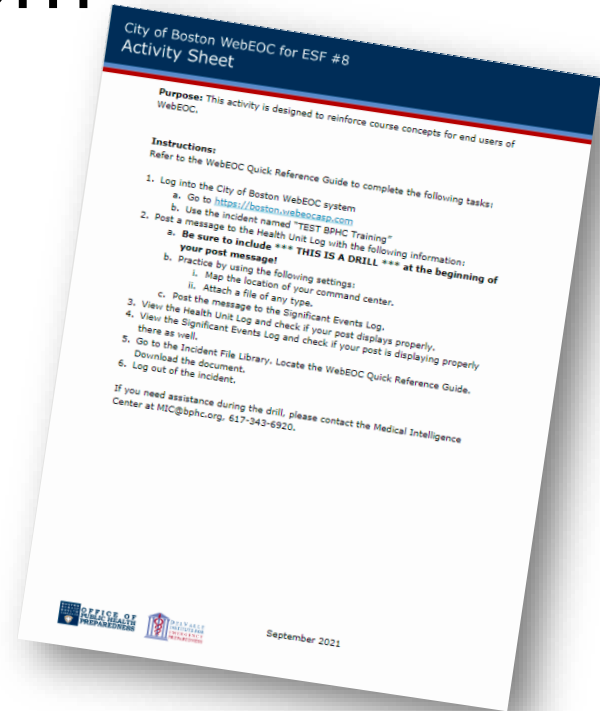 City of Boston WebEOC for ESF #8
Activity Sheet
Purpose: This activity is designed to reinforce course concepts for end users of
WebEOC.
Instructions:
Refer to the WebEOC Quick Reference Guide to complete the following tasks:
1. Log into the City of Boston WebEOC system
a. Go to https://boston.webeocasp.com
b. Use the incident named "TEST BPHC Training"
2. Post a message to the Health Unit Log with the following information:
a. Be sure to include *** THIS IS A DRILL *** at the beginning of
your post message!
b. Practice by using the following settings:
i. Map the location of your command center.
ii. Attach a file of any type.
c. Post the message to the Significant Events Log.
3. View the Health Unit Log and check if your post displays properly.
4. View the Significant Events Log and check if your post is displaying properly
there as well.
5. Go to the Incident File Library. Locate the WebEOC Quick Reference Guide.
Download the document.
6. Log out of the incident.
If you need assistance during the drill, please contact the Medical Intelligence
Center at MIC@bphc.org, 617-343-6920.
OFFICE OF
PUBLIC HEALTH
PREPAREDNESS
DELVALLE
INSTITUTE FOR
EMERGENCY
PREPAREDNESS
September 2021